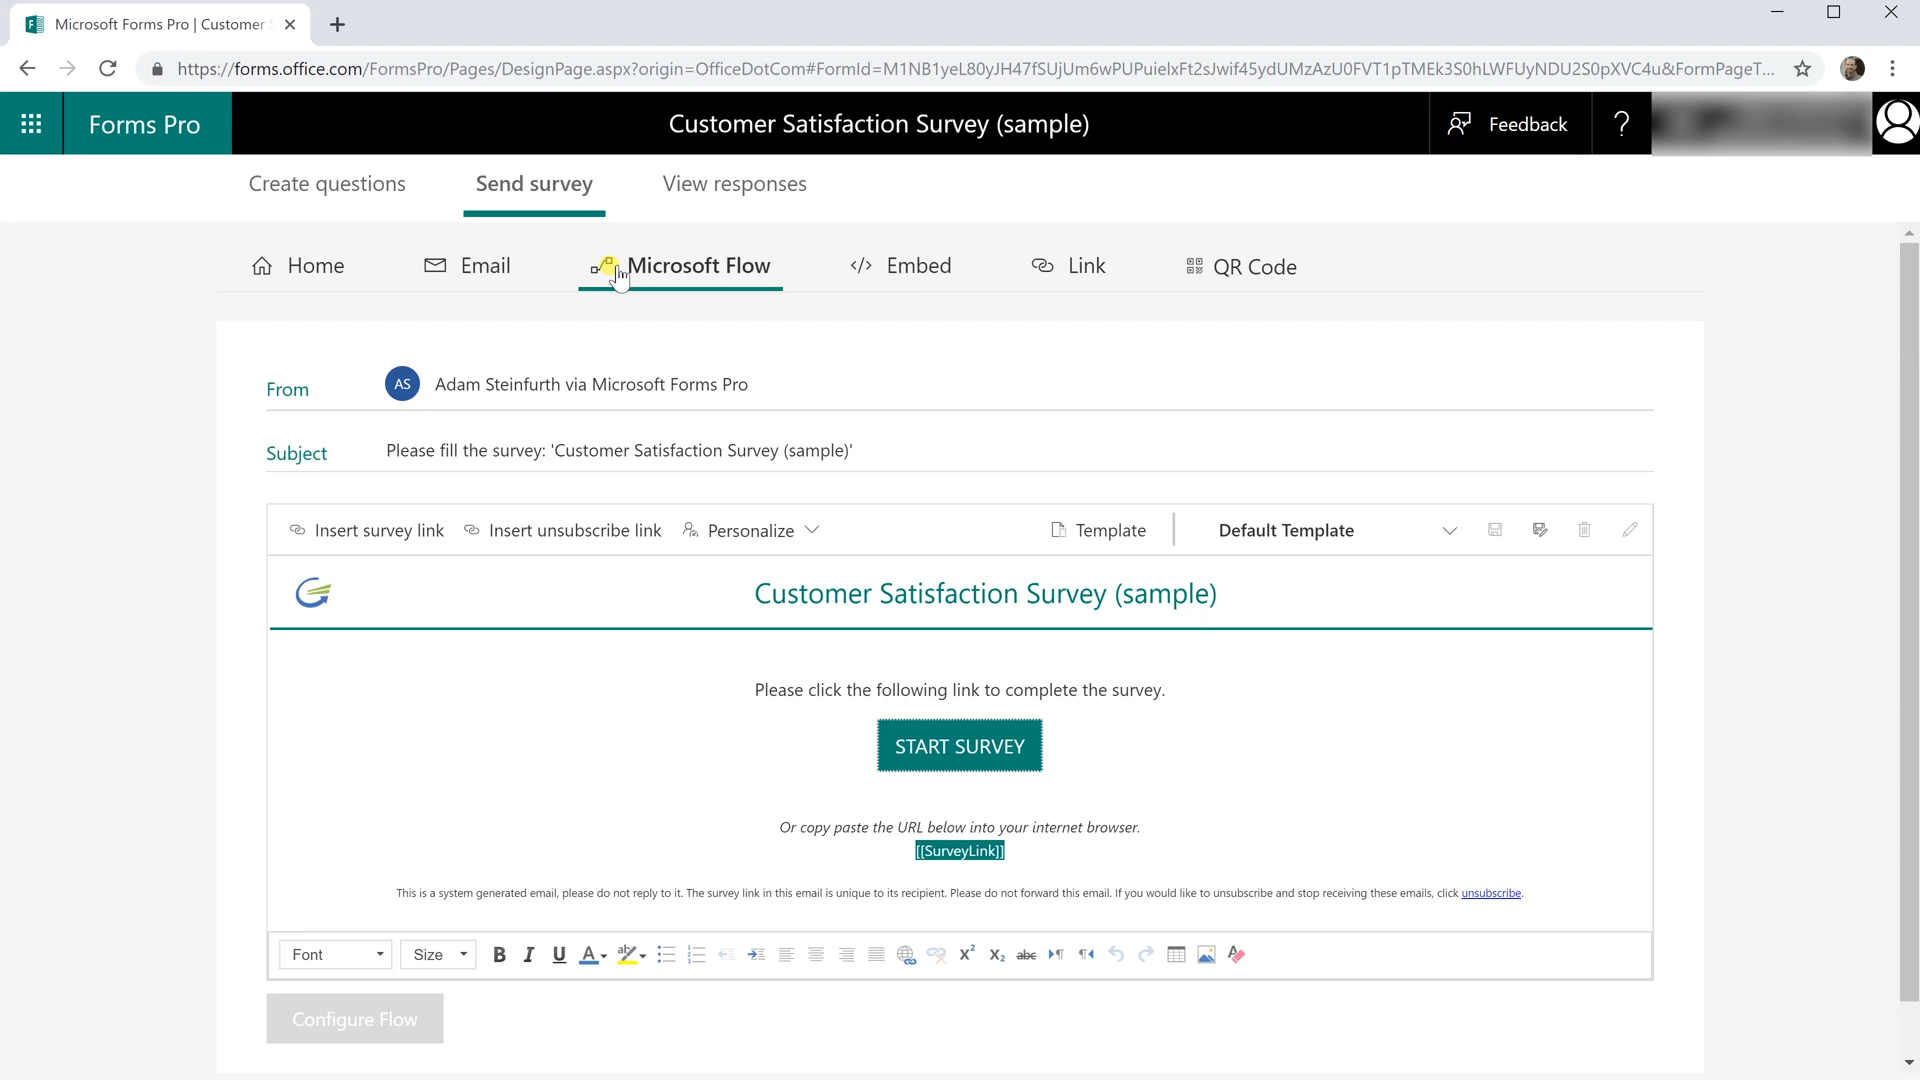 Microsoft Forms Pro | Customer S
https://forms.office.com/FormsPro/Pages/DesignPage.aspx?origin=OfficeDotCom#FormId=M1NB1yeL80yJH47fSUjUm6wPUPuielxFt2sJwif45ydUMzAzU0FVT1pTMEk3S0hLWFUyNDU2S0pXVC4u&FormPageT...
Forms Pro
Customer Satisfaction Survey (sample)
Feedback
?
Create questions
Send survey
View responses
Home
Email
Microsoft Flow
</> Embed
Link
QR Code
From
AS
Adam Steinfurth via Microsoft Forms Pro
Subject
Please fill the survey: 'Customer Satisfaction Survey (sample)'
Insert survey link
Insert unsubscribe link
Personalize
Template
Default Template
Customer Satisfaction Survey (sample)
Please click the following link to complete the survey.
START SURVEY
Or copy paste the URL below into your internet browser.
[[SurveyLink]]
This is a system generated email, please do not reply to it. The survey link in this email is unique to its recipient. Please do not forward this email. If you would like to unsubscribe and stop receiving these emails, click unsubscribe.
Font
Size
B I U A ab abc
Configure Flow